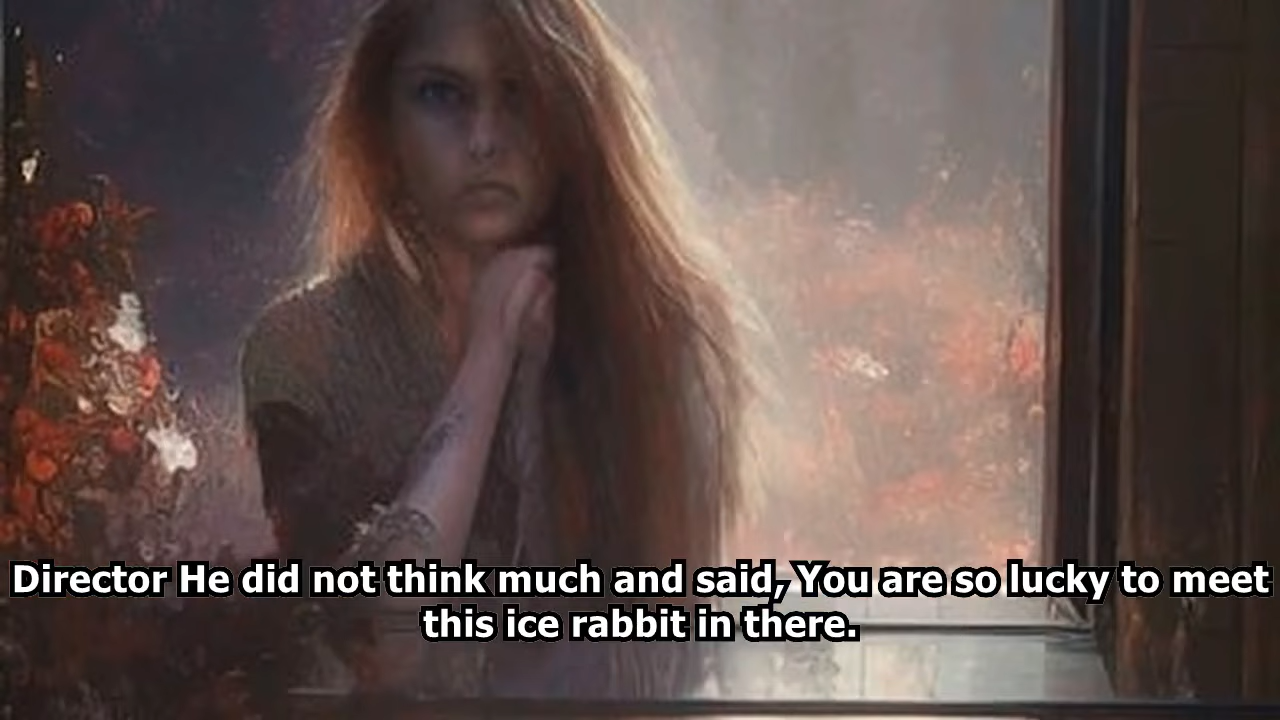 Director He did not think much and said, You are so lucky to meet
this ice rabbit in there.